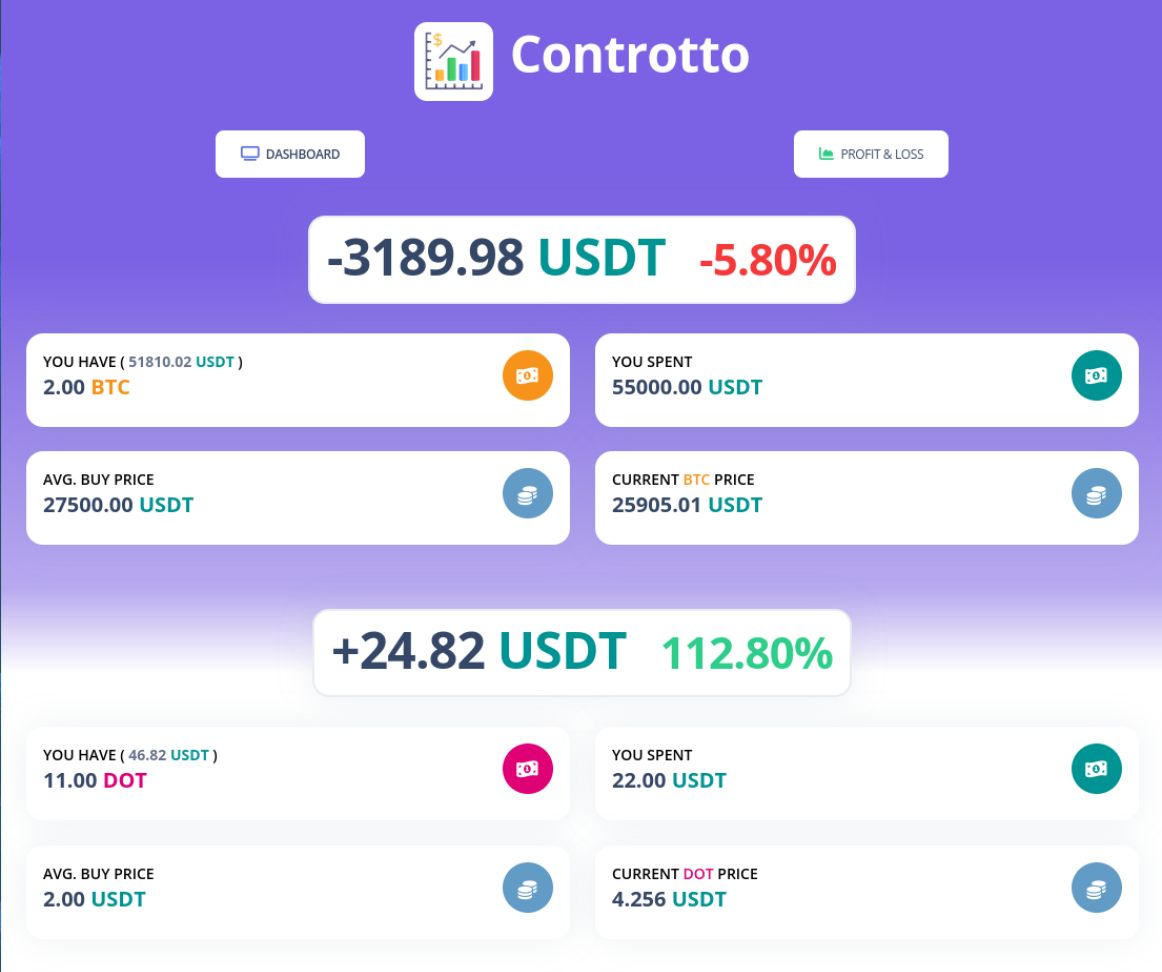 Controtto
DASHBOARD
PROFIT & LOSS
-3189.98 USDT -5.80%
YOU HAVE ( 51810.02 USDT )
2.00 BTC
YOU SPENT
55000.00 USDT
AVG. BUY PRICE
27500.00 USDT
CURRENT BTC PRICE
25905.01 USDT
+24.82 USDT 112.80%
YOU HAVE ( 46.82 USDT )
11.00 DOT
YOU SPENT
22.00 USDT
AVG. BUY PRICE
2.00 USDT
CURRENT DOT PRICE
4.256 USDT